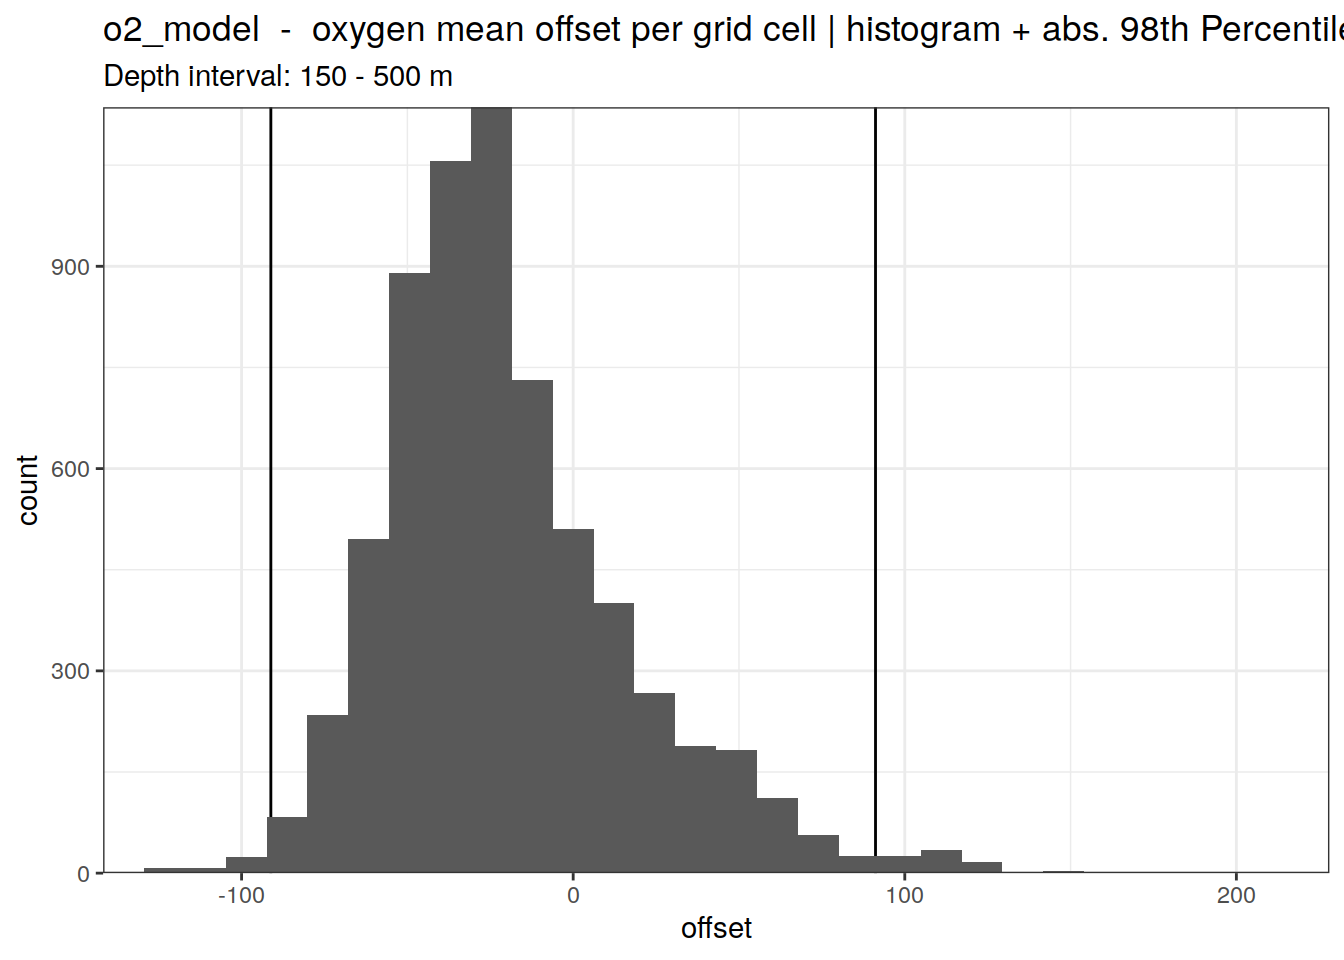 o2_model  -  oxygen mean offset per grid cell | histogram + abs. 98th Percentile
Depth interval: 150 - 500 m
900
600
300
0
count
-100 0 100 200
offset